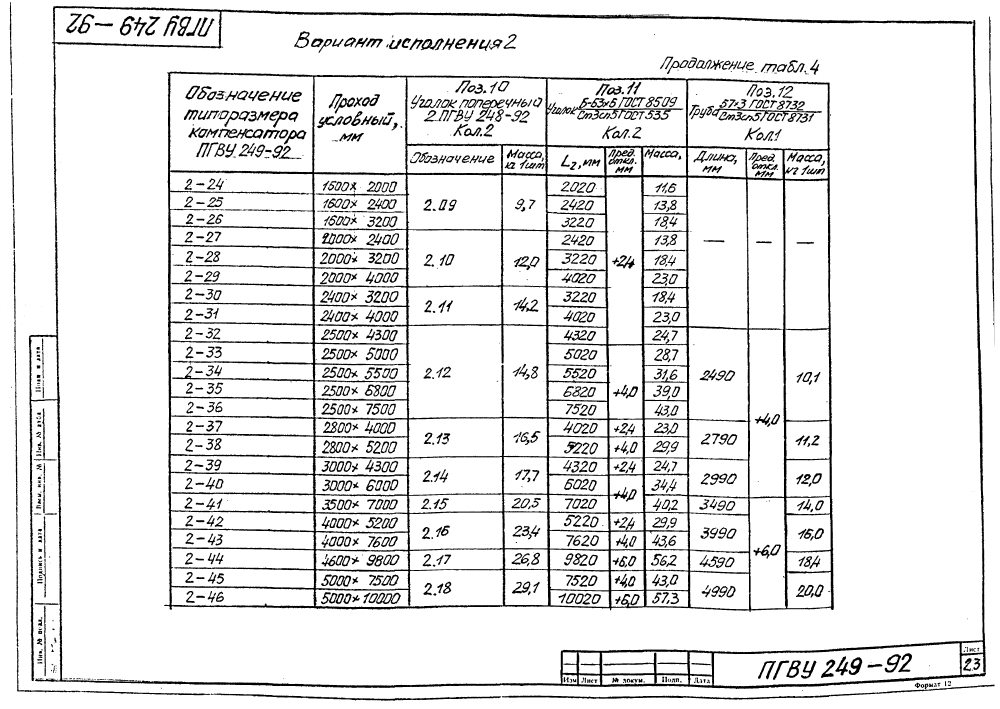 ПГВУ 249-92
Вариант исполнения 2
Продолжение табл. 4
Обозначение типоразмера компенсатора ПГВУ 249-92
Проход условный, мм
Поз. 10 Уголок поперечный 2 ПГВУ 248-92 Кол. 2
Поз. 11 Уголок Б-63×6 ГОСТ 8509 / Ст3сп5 ГОСТ 535 Кол. 2
Поз. 12 Труба 57×3 ГОСТ 8732 / Ст3сп5 ГОСТ 8731 Кол. 1
Обозначение Масса, кг 1шт L2, мм Пред. откл. мм Масса, Длина, мм Пред. откл. мм Масса, кг 1шт
2-24 1600× 2000 2020 11,6
2-25 1600× 2400 2.09 9,7 2420 13,8
2-26 1600× 3200 3220 18,4
2-27 2000× 2400 2420 13,8 — — —
2-28 2000× 3200 2.10 12,0 3220 +2,4 18,4
2-29 2000× 4000 4020 23,0
2-30 2400× 3200 2.11 14,2 3220 18,4
2-31 2400× 4000 4020 23,0
2-32 2500× 4300 4320 24,7
2-33 2500× 5000 5020 28,7
2-34 2500× 5500 2.12 14,8 5520 31,6 2490 10,1
2-35 2500× 6800 6820 +4,0 39,0
2-36 2500× 7500 7520 43,0 +4,0
2-37 2800× 4000 2.13 16,5 4020 +2,4 23,0 2790 11,2
2-38 2800× 5200 5220 +4,0 29,9
2-39 3000× 4300 2.14 17,7 4320 +2,4 24,7 2990 12,0
2-40 3000× 6000 6020 +4,0 34,4
2-41 3500× 7000 2.15 20,5 7020 40,2 3490 14,0
2-42 4000× 5200 2.16 23,4 5220 +2,4 29,9 3990 16,0
2-43 4000× 7600 7620 +4,0 43,6 +6,0
2-44 4600× 9800 2.17 26,8 9820 +6,0 56,2 4590 18,4
2-45 5000× 7500 2.18 29,1 7520 +4,0 43,0 4990 20,0
2-46 5000×10000 10020 +6,0 57,3
Инв. № подл. Подпись и дата Взам. инв. № Инв. № дубл. Подп. и дата
Изм Лист № докум. Подп. Дата
ПГВУ 249-92
Лист
23
Формат 12